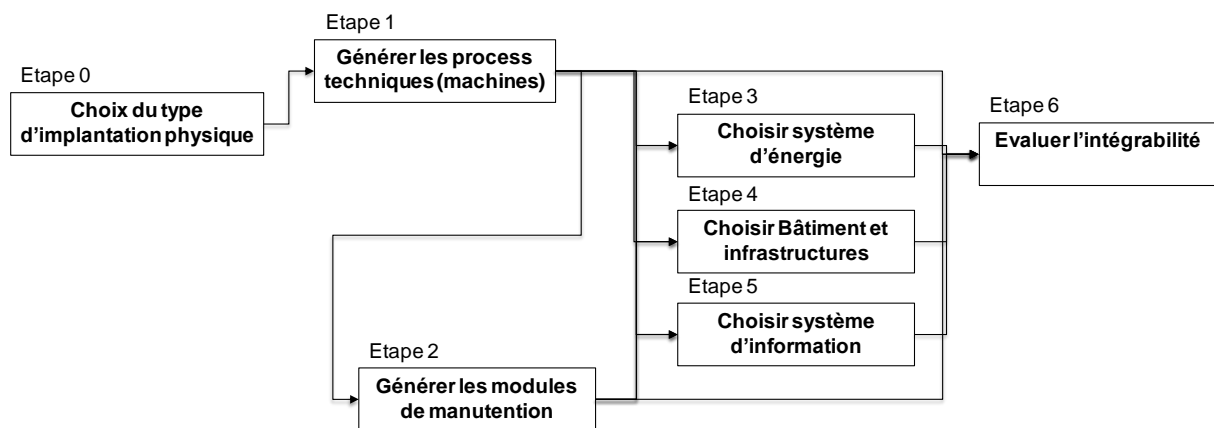 Etape 0
Choix du type
d'implantation physique
Etape 1
Générer les process
techniques (machines)
Etape 2
Générer les modules
de manutention
Etape 3
Choisir système
d'énergie
Etape 4
Choisir Bâtiment et
infrastructures
Etape 5
Choisir système
d'information
Etape 6
Evaluer l'intégrabilité